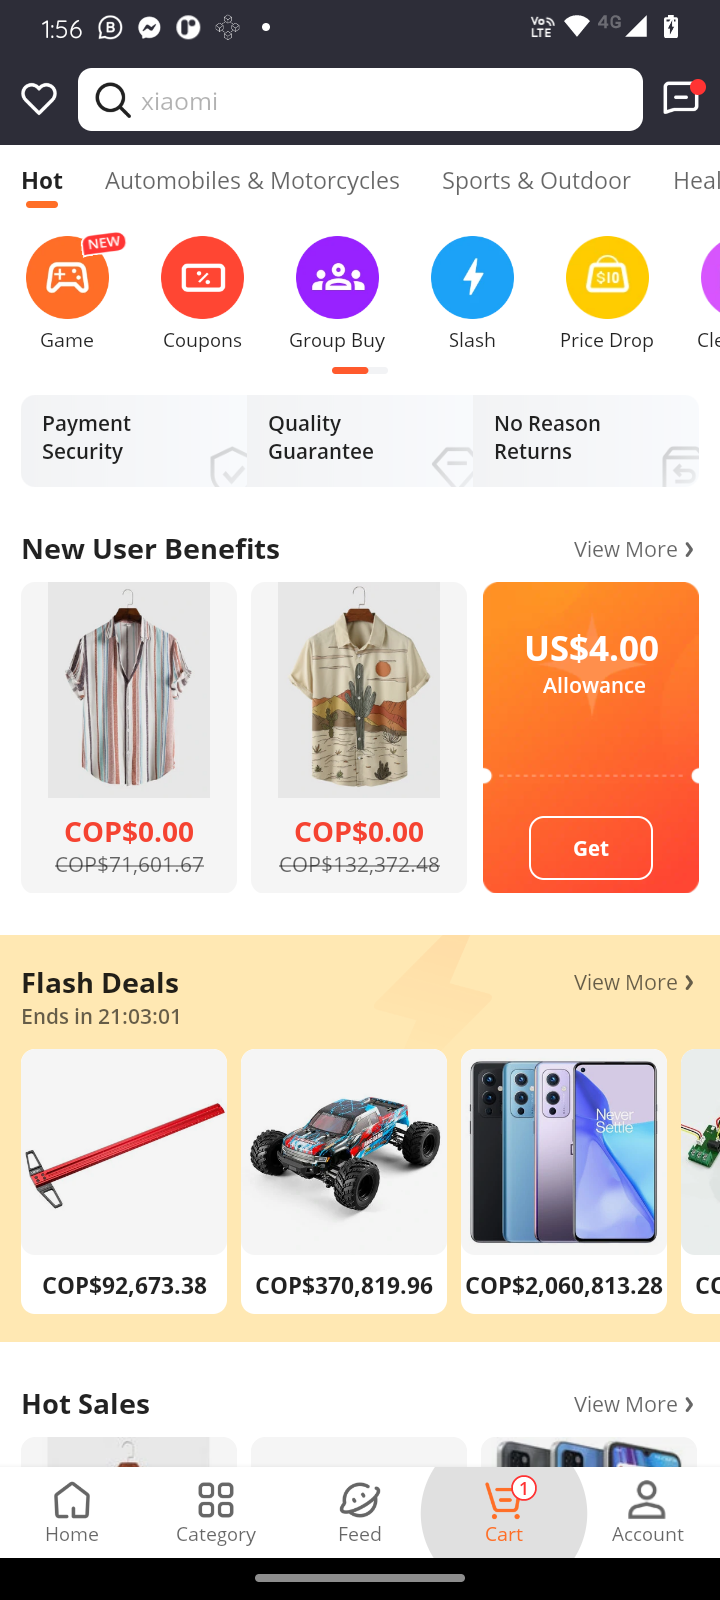 1:56
Vo
LTE
4G
xiaomi
Hot
Automobiles & Motorcycles
Sports & Outdoor
Heal
NEW
$10
Game
Coupons
Group Buy
Slash
Price Drop
Cle
Payment
Security
Quality
Guarantee
No Reason
Returns
New User Benefits
View More
US$4.00
Allowance
COP$0.00
COP$71,601.67
COP$0.00
COP$132,372.48
Get
Flash Deals
View More
Ends in 21:03:01
Never
Settle
COP$92,673.38
COP$370,819.96
COP$2,060,813.28
CO
Hot Sales
View More
1
Home
Category
Feed
Cart
Account